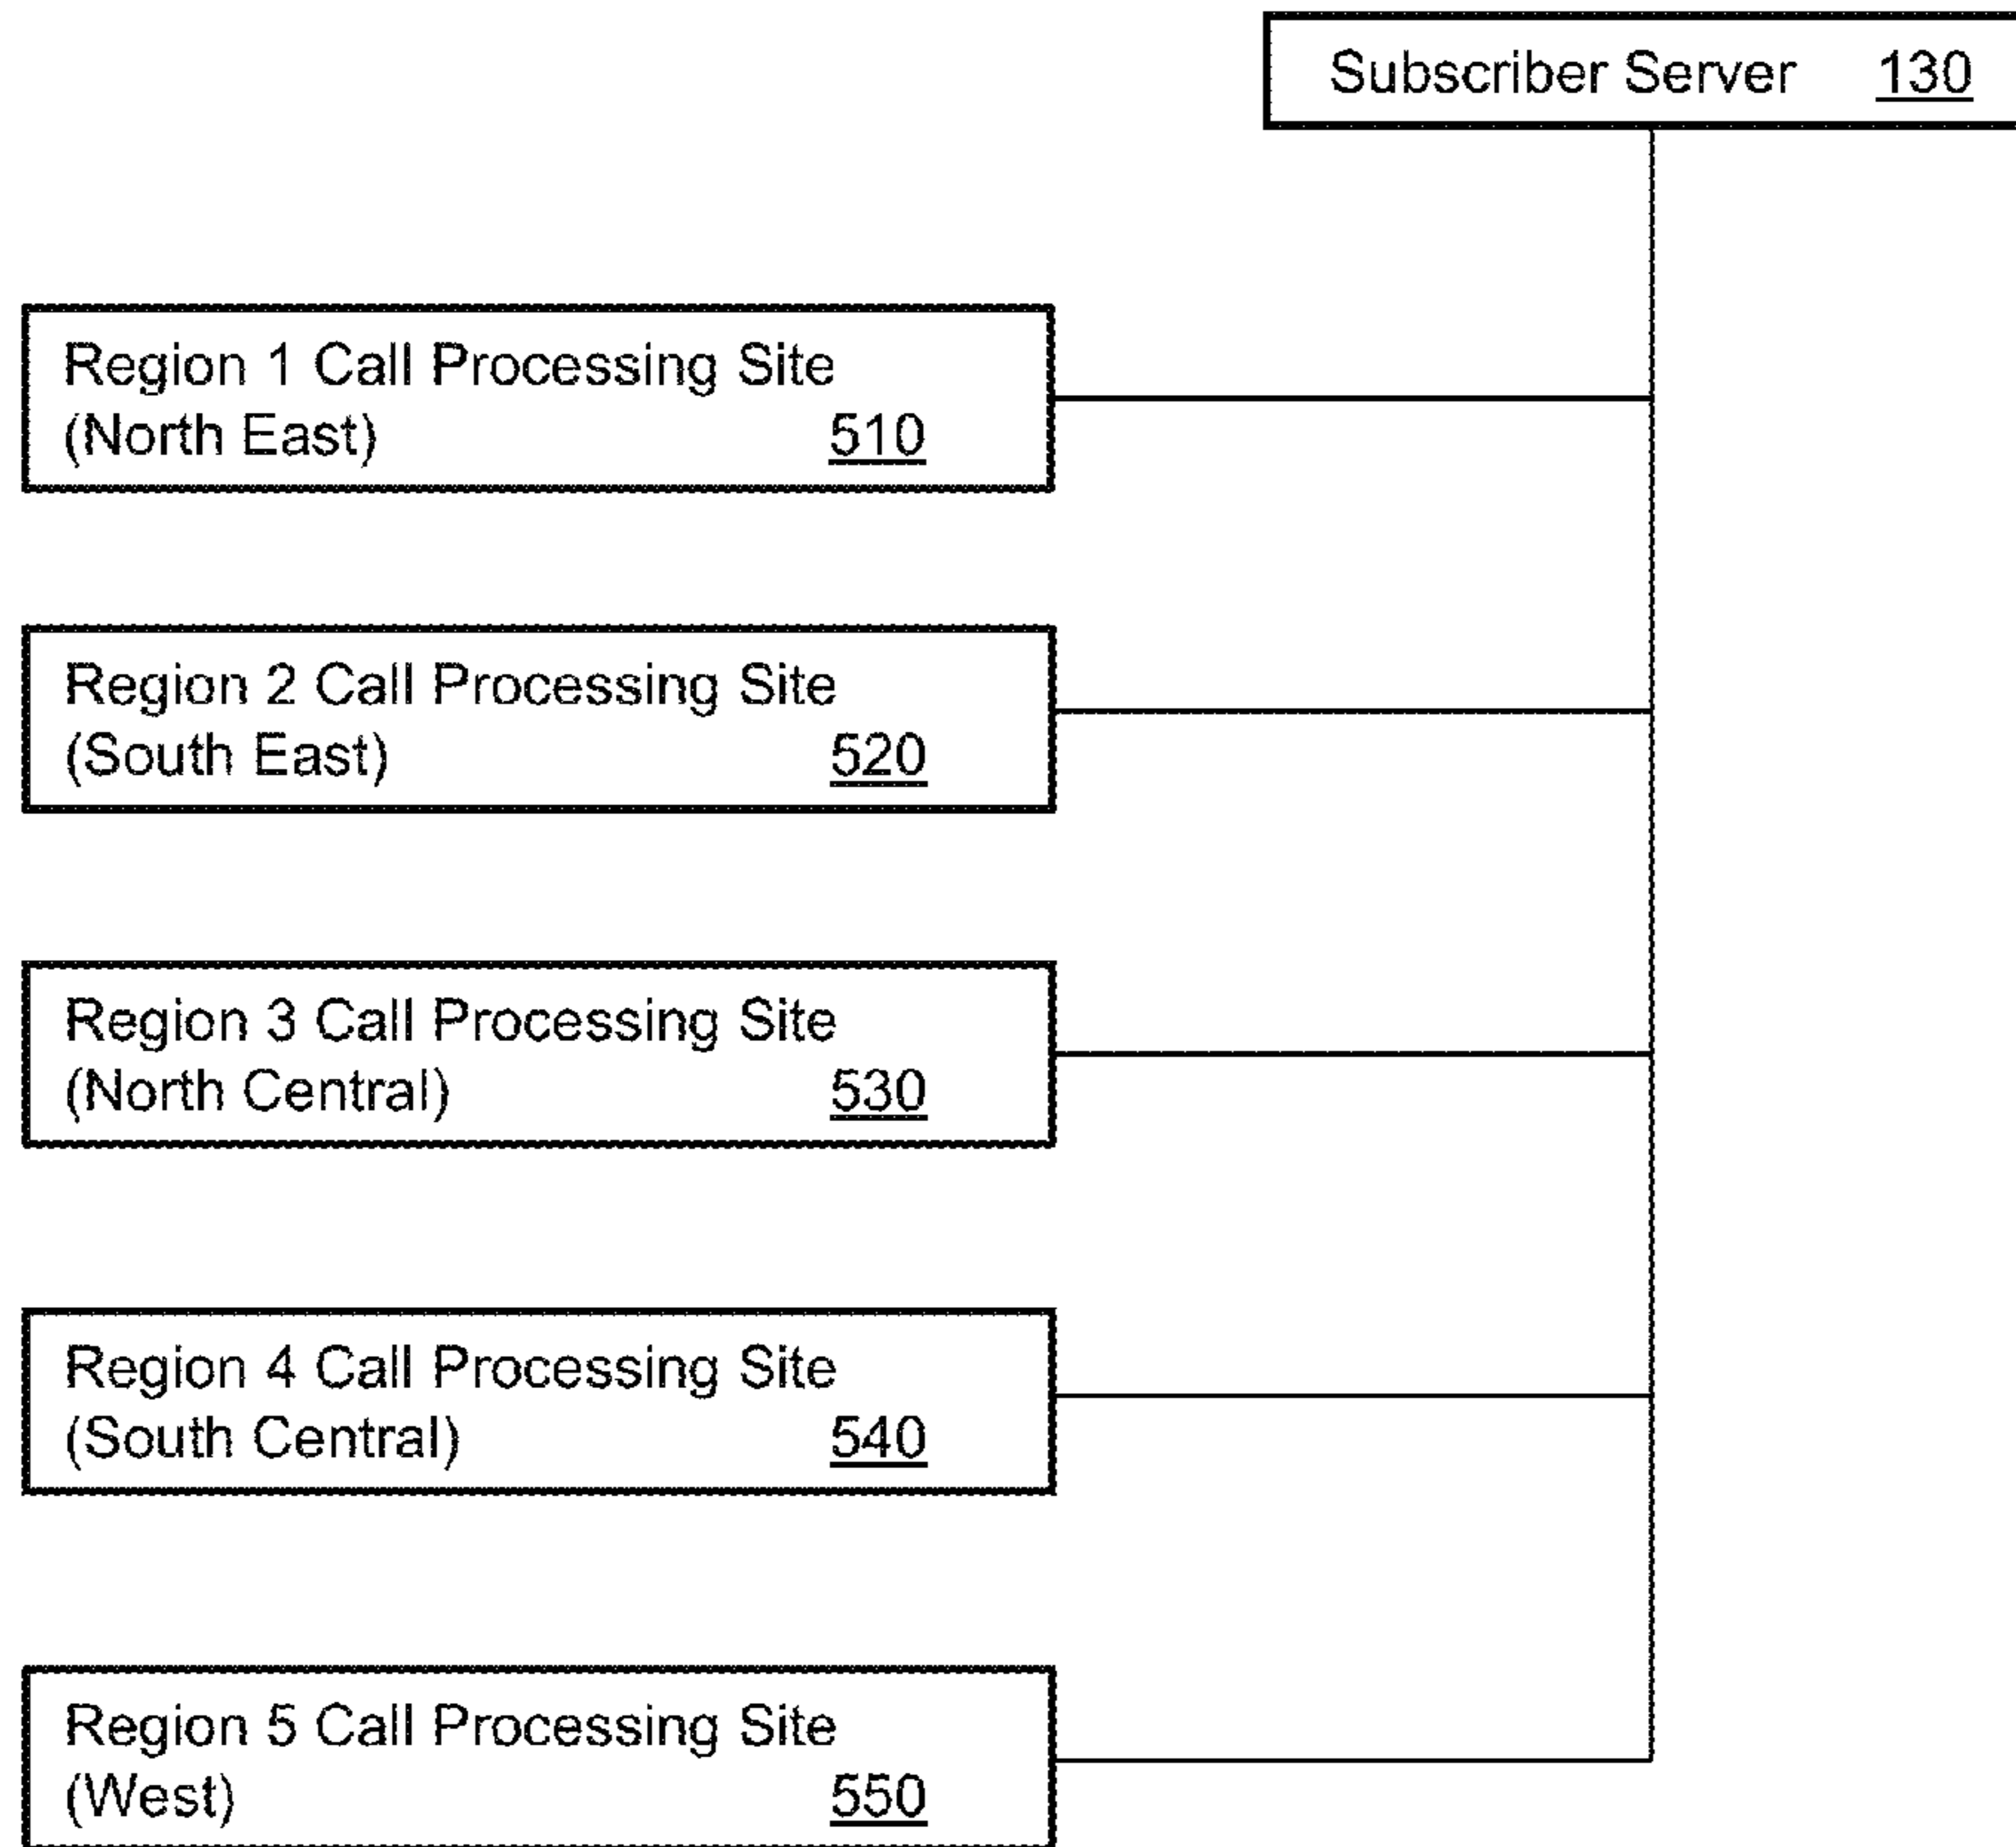 Subscriber Server 130
Region 1 Call Processing Site
(North East) 510
Region 2 Call Processing Site
(South East) 520
Region 3 Call Processing Site
(North Central) 530
Region 4 Call Processing Site
(South Central) 540
Region 5 Call Processing Site
(West) 550